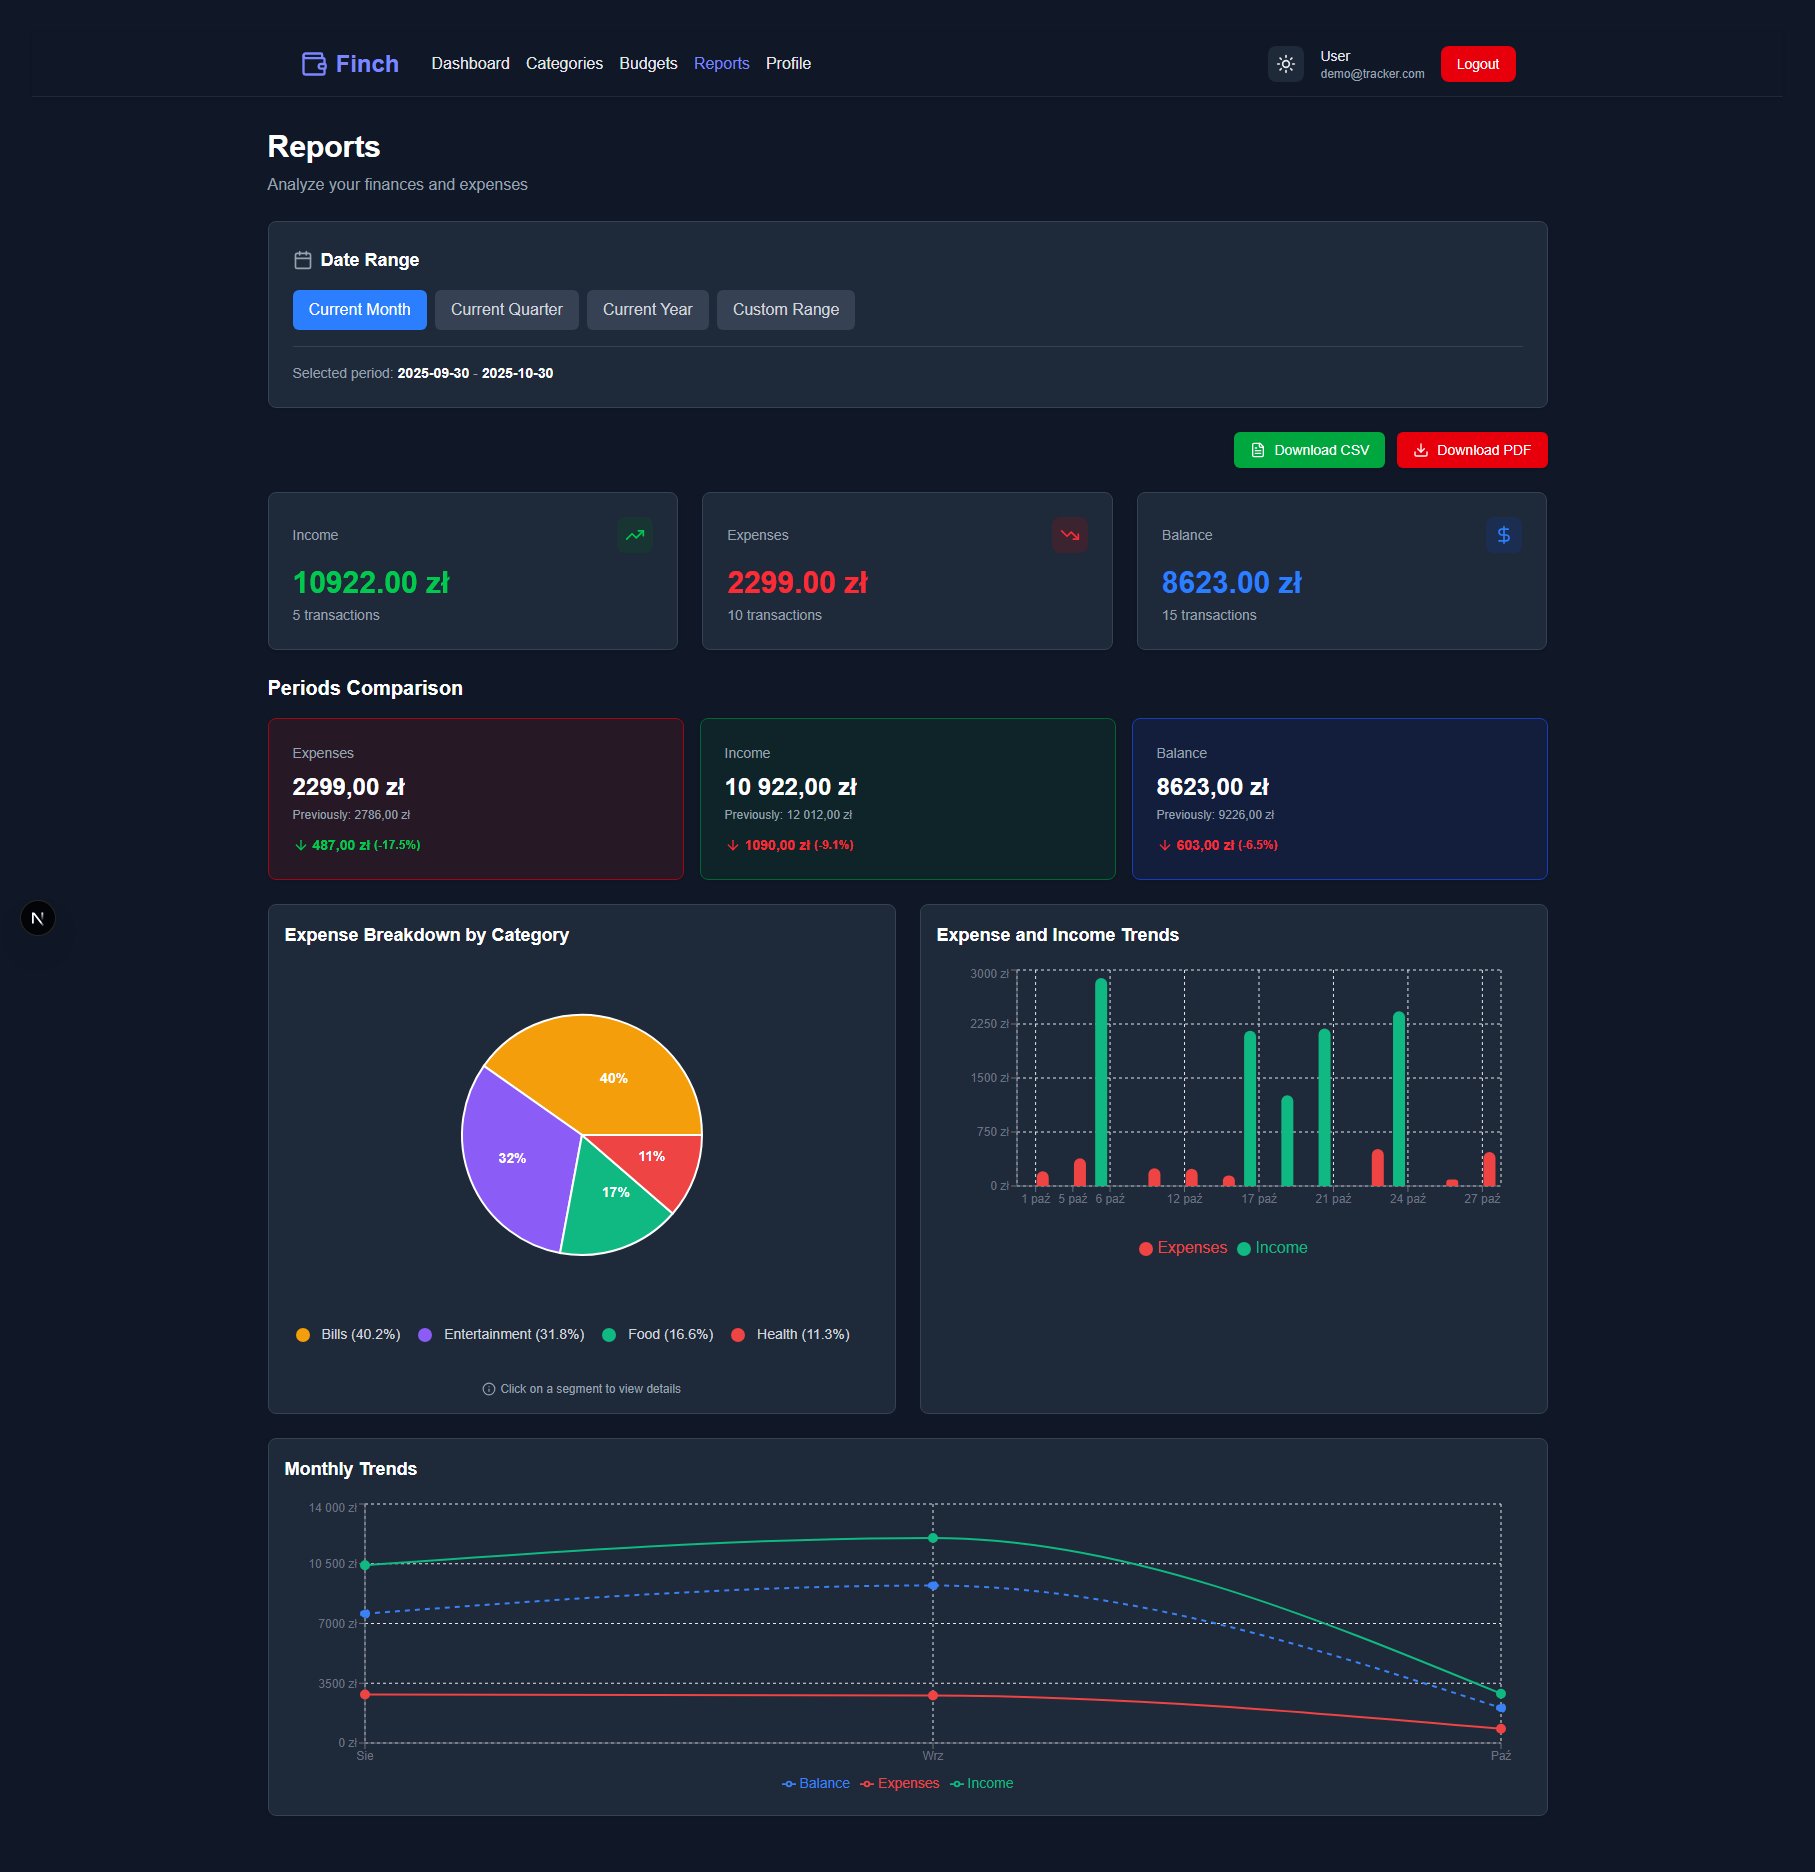 Finch Dashboard Categories Budgets Reports Profile
User
demo@tracker.com
Logout
Reports
Analyze your finances and expenses
Date Range
Current Month Current Quarter Current Year Custom Range
Selected period: 2025-09-30 - 2025-10-30
Download CSV Download PDF
Income
10922.00 zł
5 transactions
Expenses
2299.00 zł
10 transactions
Balance
$
8623.00 zł
15 transactions
Periods Comparison
Expenses
2299,00 zł
Previously: 2786,00 zł
487,00 zł (-17.5%)
Income
10 922,00 zł
Previously: 12 012,00 zł
1090,00 zł (-9.1%)
Balance
8623,00 zł
Previously: 9226,00 zł
603,00 zł (-6.5%)
N
Expense Breakdown by Category
40%
32%
11%
17%
Bills (40.2%) Entertainment (31.8%) Food (16.6%) Health (11.3%)
Click on a segment to view details
Expense and Income Trends
3000 zł
2250 zł
1500 zł
750 zł
0 zł
1 paź 5 paź 6 paź 12 paź 17 paź 21 paź 24 paź 27 paź
Expenses Income
Monthly Trends
14 000 zł
10 500 zł
7000 zł
3500 zł
0 zł
Sie Wrz Paź
Balance Expenses Income